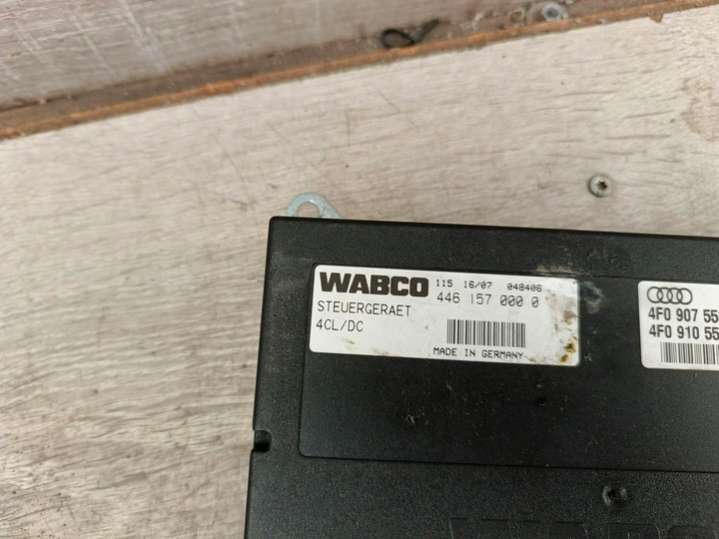 WABCO 115 16/07 048406
446 157 000 0
STEUERGERAET
4CL/DC
MADE IN GERMANY
4F0 907 55
4F0 910 55